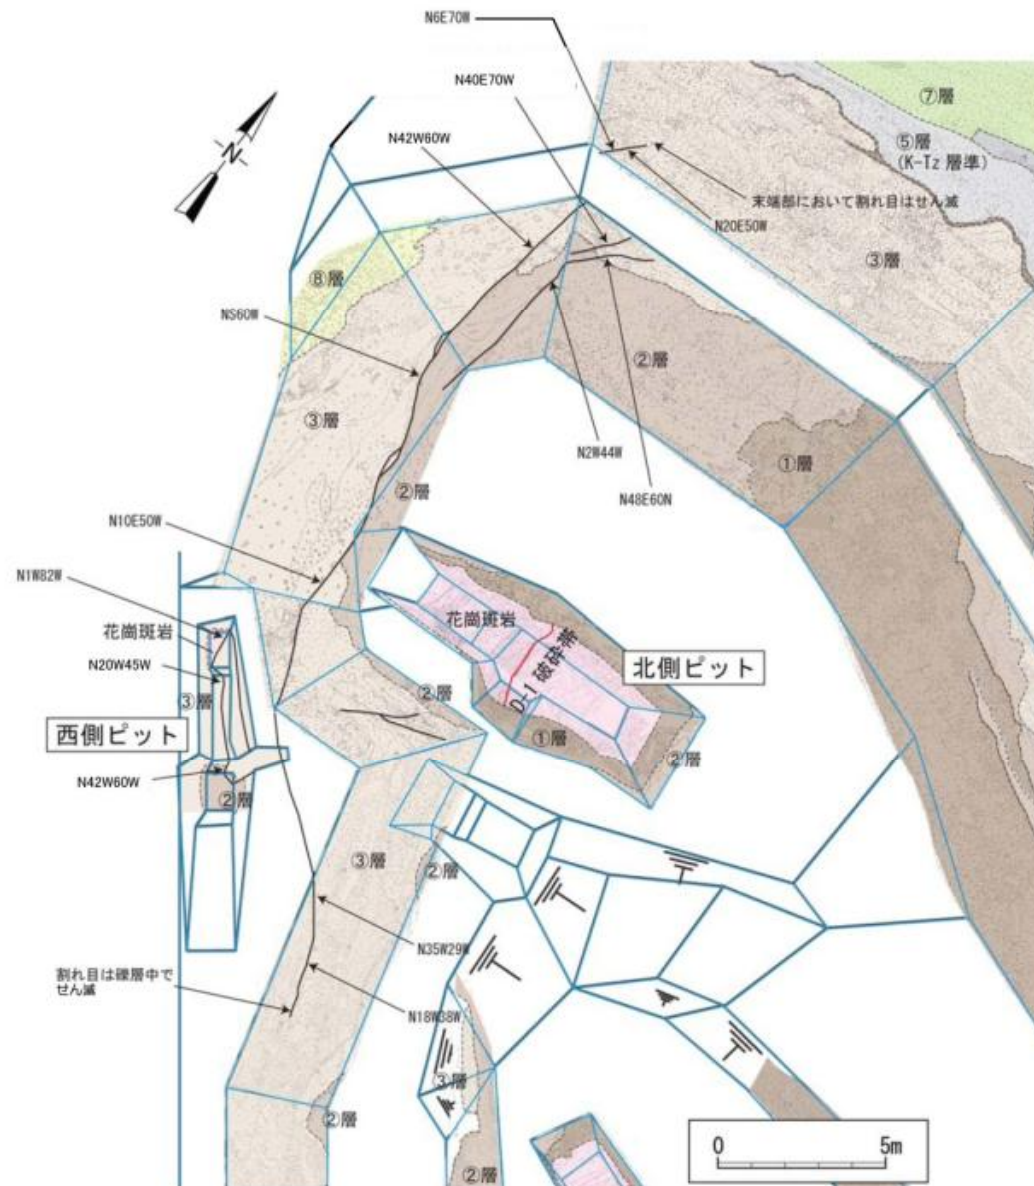 N6E70W
N40E70W
N42W60W
⑦層
⑤層
(K-Tz 層準)
末端部において割れ目はせん滅
N20E50W
③層
⑧層
NS60W
②層
③層
①層
N2W44W
②層
N48E60N
N10E50W
N1W82W
花崗斑岩
花崗斑岩
D-1 破砕帯
北側ピット
N20W45W
③層
②層
西側ピット
①層
②層
N42W60W
②層
③層
②層
N35W29W
割れ目は礫層中で
せん滅
N18W38W
③層
②層
②層
0 5m
N